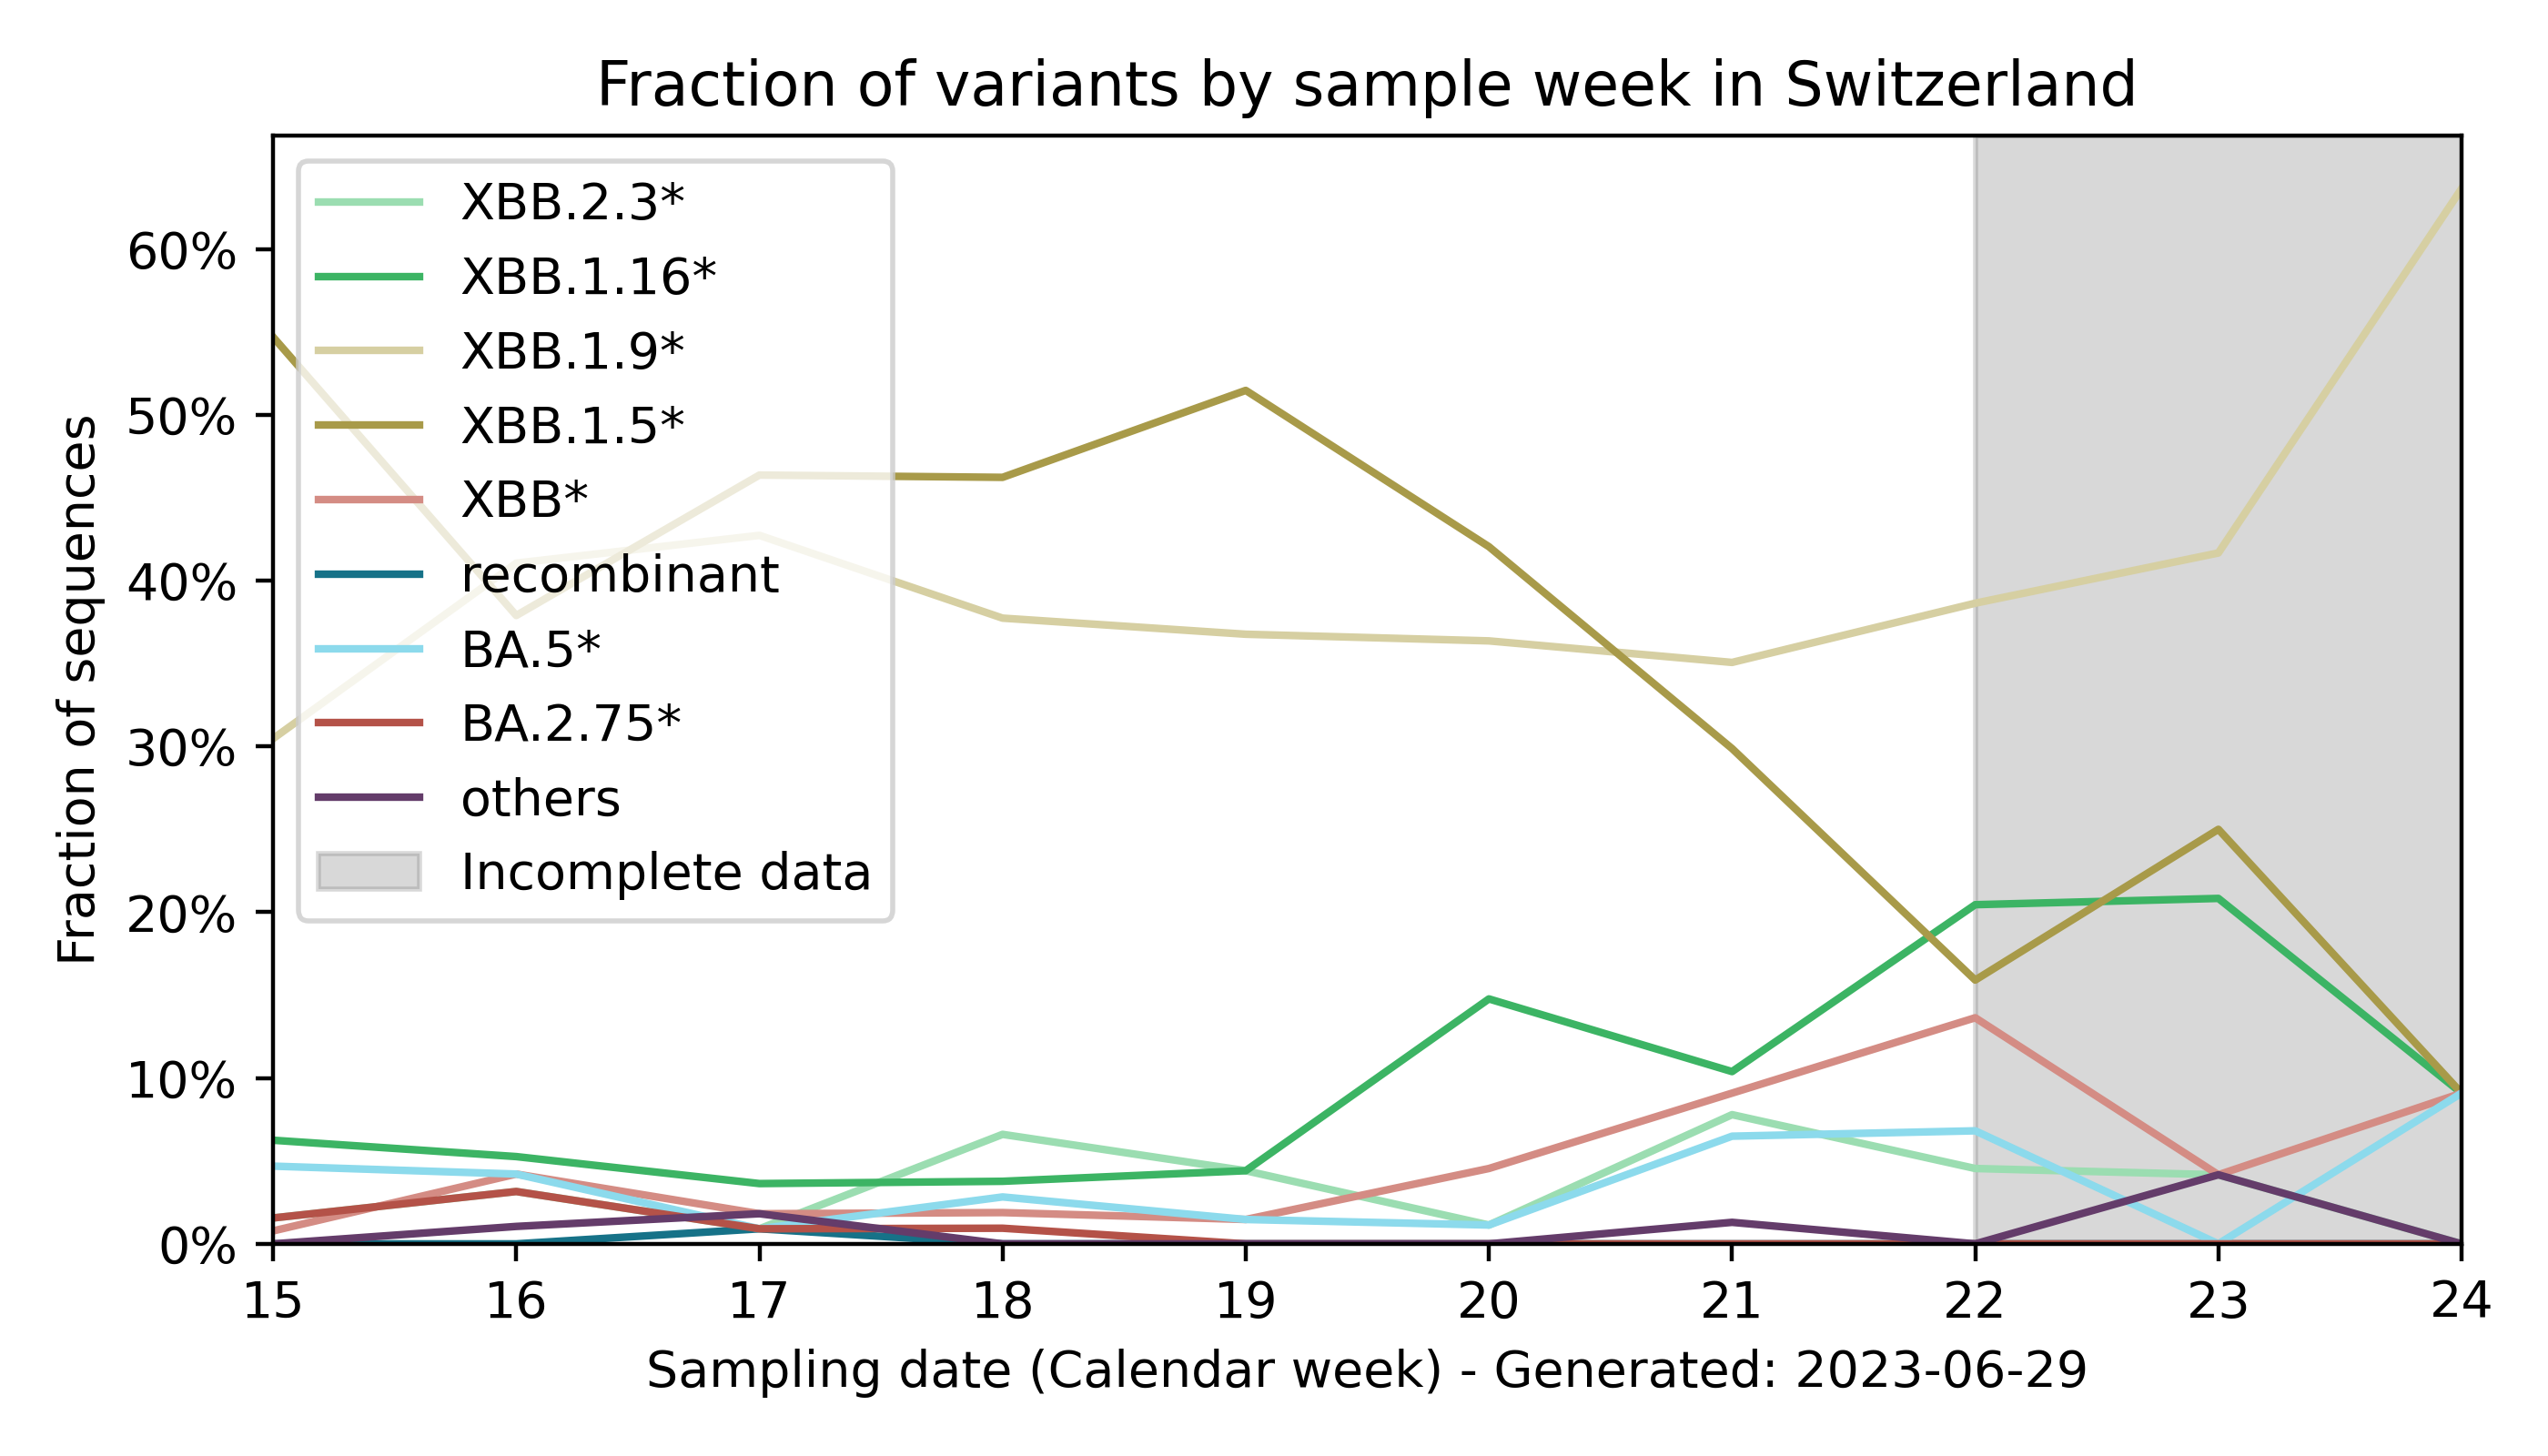 Fraction of variants by sample week in Switzerland
Fraction of sequences
60%
50%
40%
30%
20%
10%
0%
XBB.2.3*
XBB.1.16*
XBB.1.9*
XBB.1.5*
XBB*
recombinant
BA.5*
BA.2.75*
others
Incomplete data
15 16 17 18 19 20 21 22 23 24
Sampling date (Calendar week) - Generated: 2023-06-29